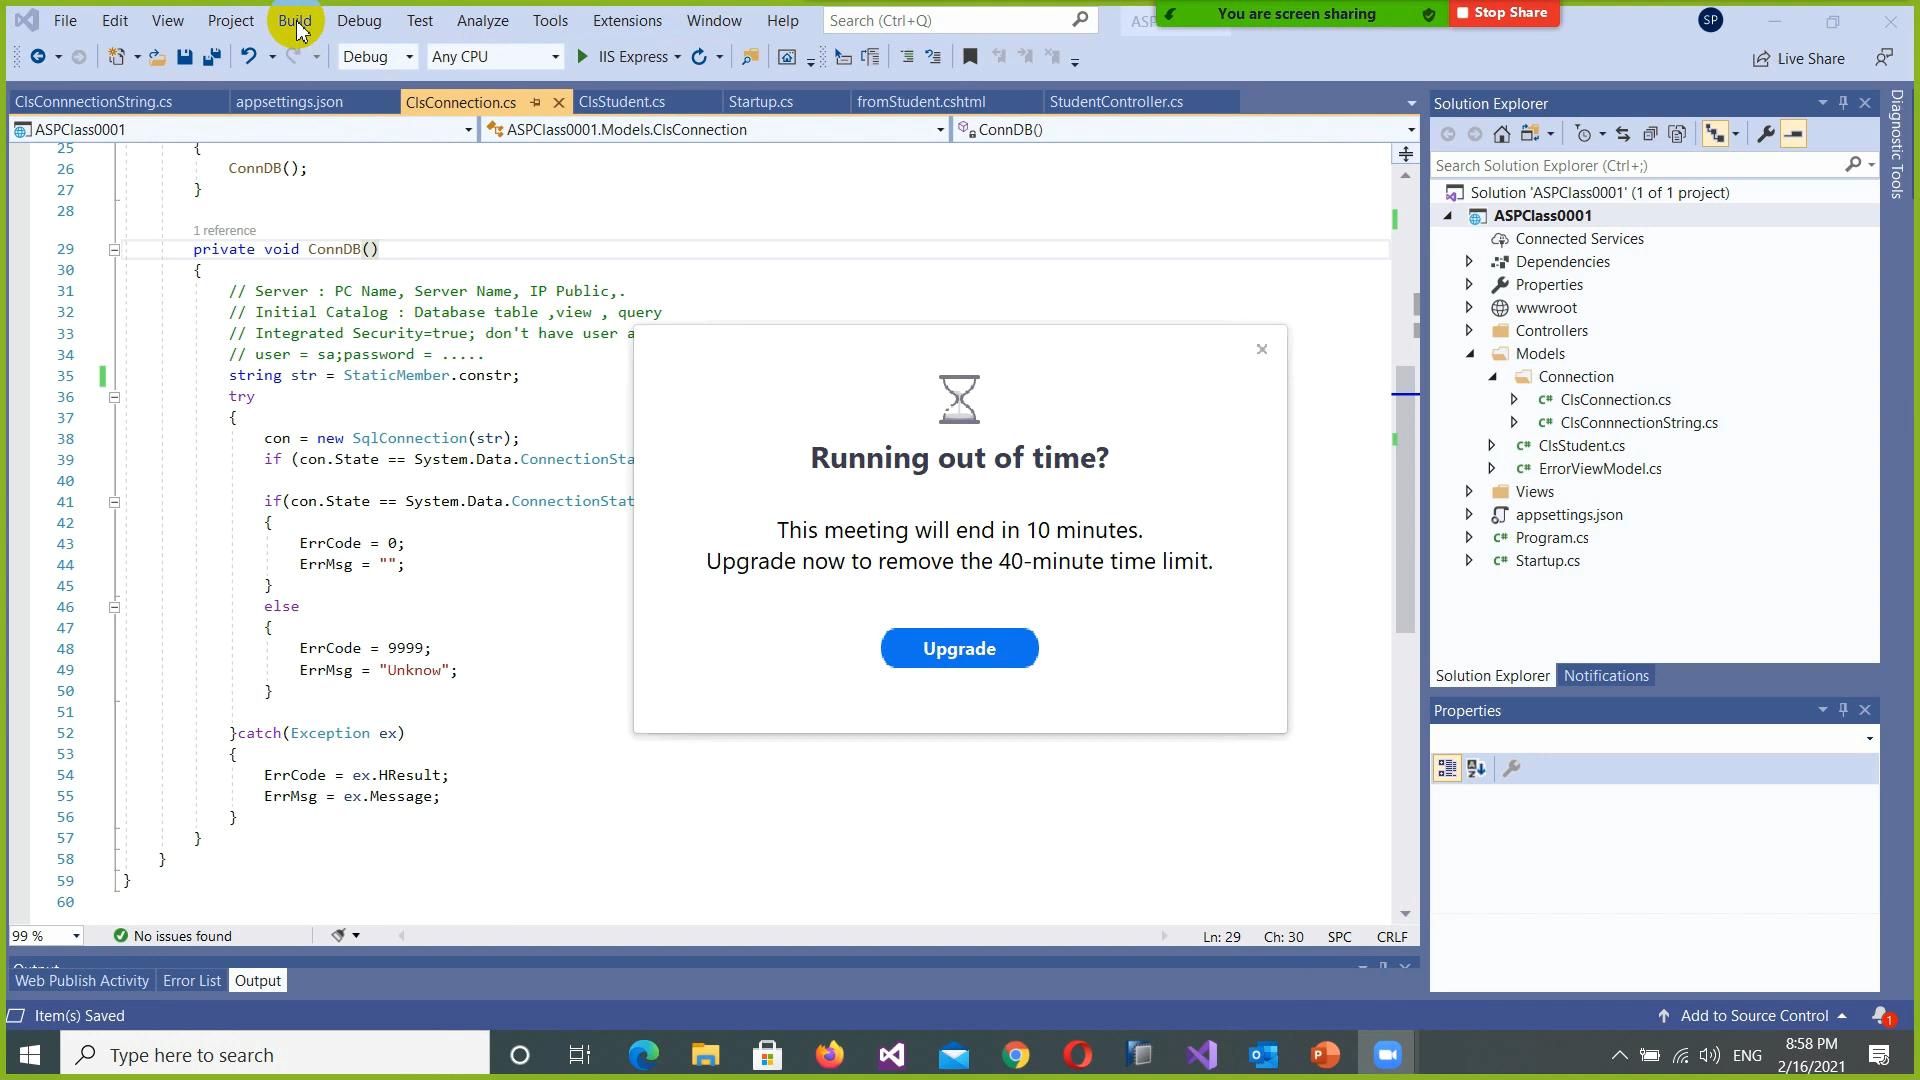 File Edit View Project Build Debug Test Analyze Tools Extensions Window Help Search (Ctrl+Q) ASP You are screen sharing Stop Share SP
Debug Any CPU IIS Express Live Share
ClsConnnectionString.cs appsettings.json ClsConnection.cs ClsStudent.cs Startup.cs fromStudent.cshtml StudentController.cs
ASPClass0001 ASPClass0001.Models.ClsConnection ConnDB()
25 {
26 ConnDB();
27 }
28
1 reference
29 private void ConnDB()
30 {
31 // Server : PC Name, Server Name, IP Public,.
32 // Initial Catalog : Database table ,view , query
33 // Integrated Security=true; don't have user a
34 // user = sa;password = .....
35 string str = StaticMember.constr;
36 try
37 {
38 con = new SqlConnection(str);
39 if (con.State == System.Data.ConnectionSta
40
41 if(con.State == System.Data.ConnectionStat
42 {
43 ErrCode = 0;
44 ErrMsg = "";
45 }
46 else
47 {
48 ErrCode = 9999;
49 ErrMsg = "Unknow";
50 }
51
52 }catch(Exception ex)
53 {
54 ErrCode = ex.HResult;
55 ErrMsg = ex.Message;
56 }
57 }
58 }
59 }
60
Running out of time?
This meeting will end in 10 minutes.
Upgrade now to remove the 40-minute time limit.
Upgrade
99 % No issues found Ln: 29 Ch: 30 SPC CRLF
Output
Web Publish Activity Error List Output
Item(s) Saved Add to Source Control 1
Solution Explorer
Search Solution Explorer (Ctrl+;)
Solution 'ASPClass0001' (1 of 1 project)
ASPClass0001
Connected Services
Dependencies
Properties
wwwroot
Controllers
Models
Connection
C# ClsConnection.cs
C# ClsConnnectionString.cs
C# ClsStudent.cs
C# ErrorViewModel.cs
Views
appsettings.json
C# Program.cs
C# Startup.cs
Solution Explorer Notifications
Properties
Diagnostic Tools
Type here to search ENG 8:58 PM
2/16/2021